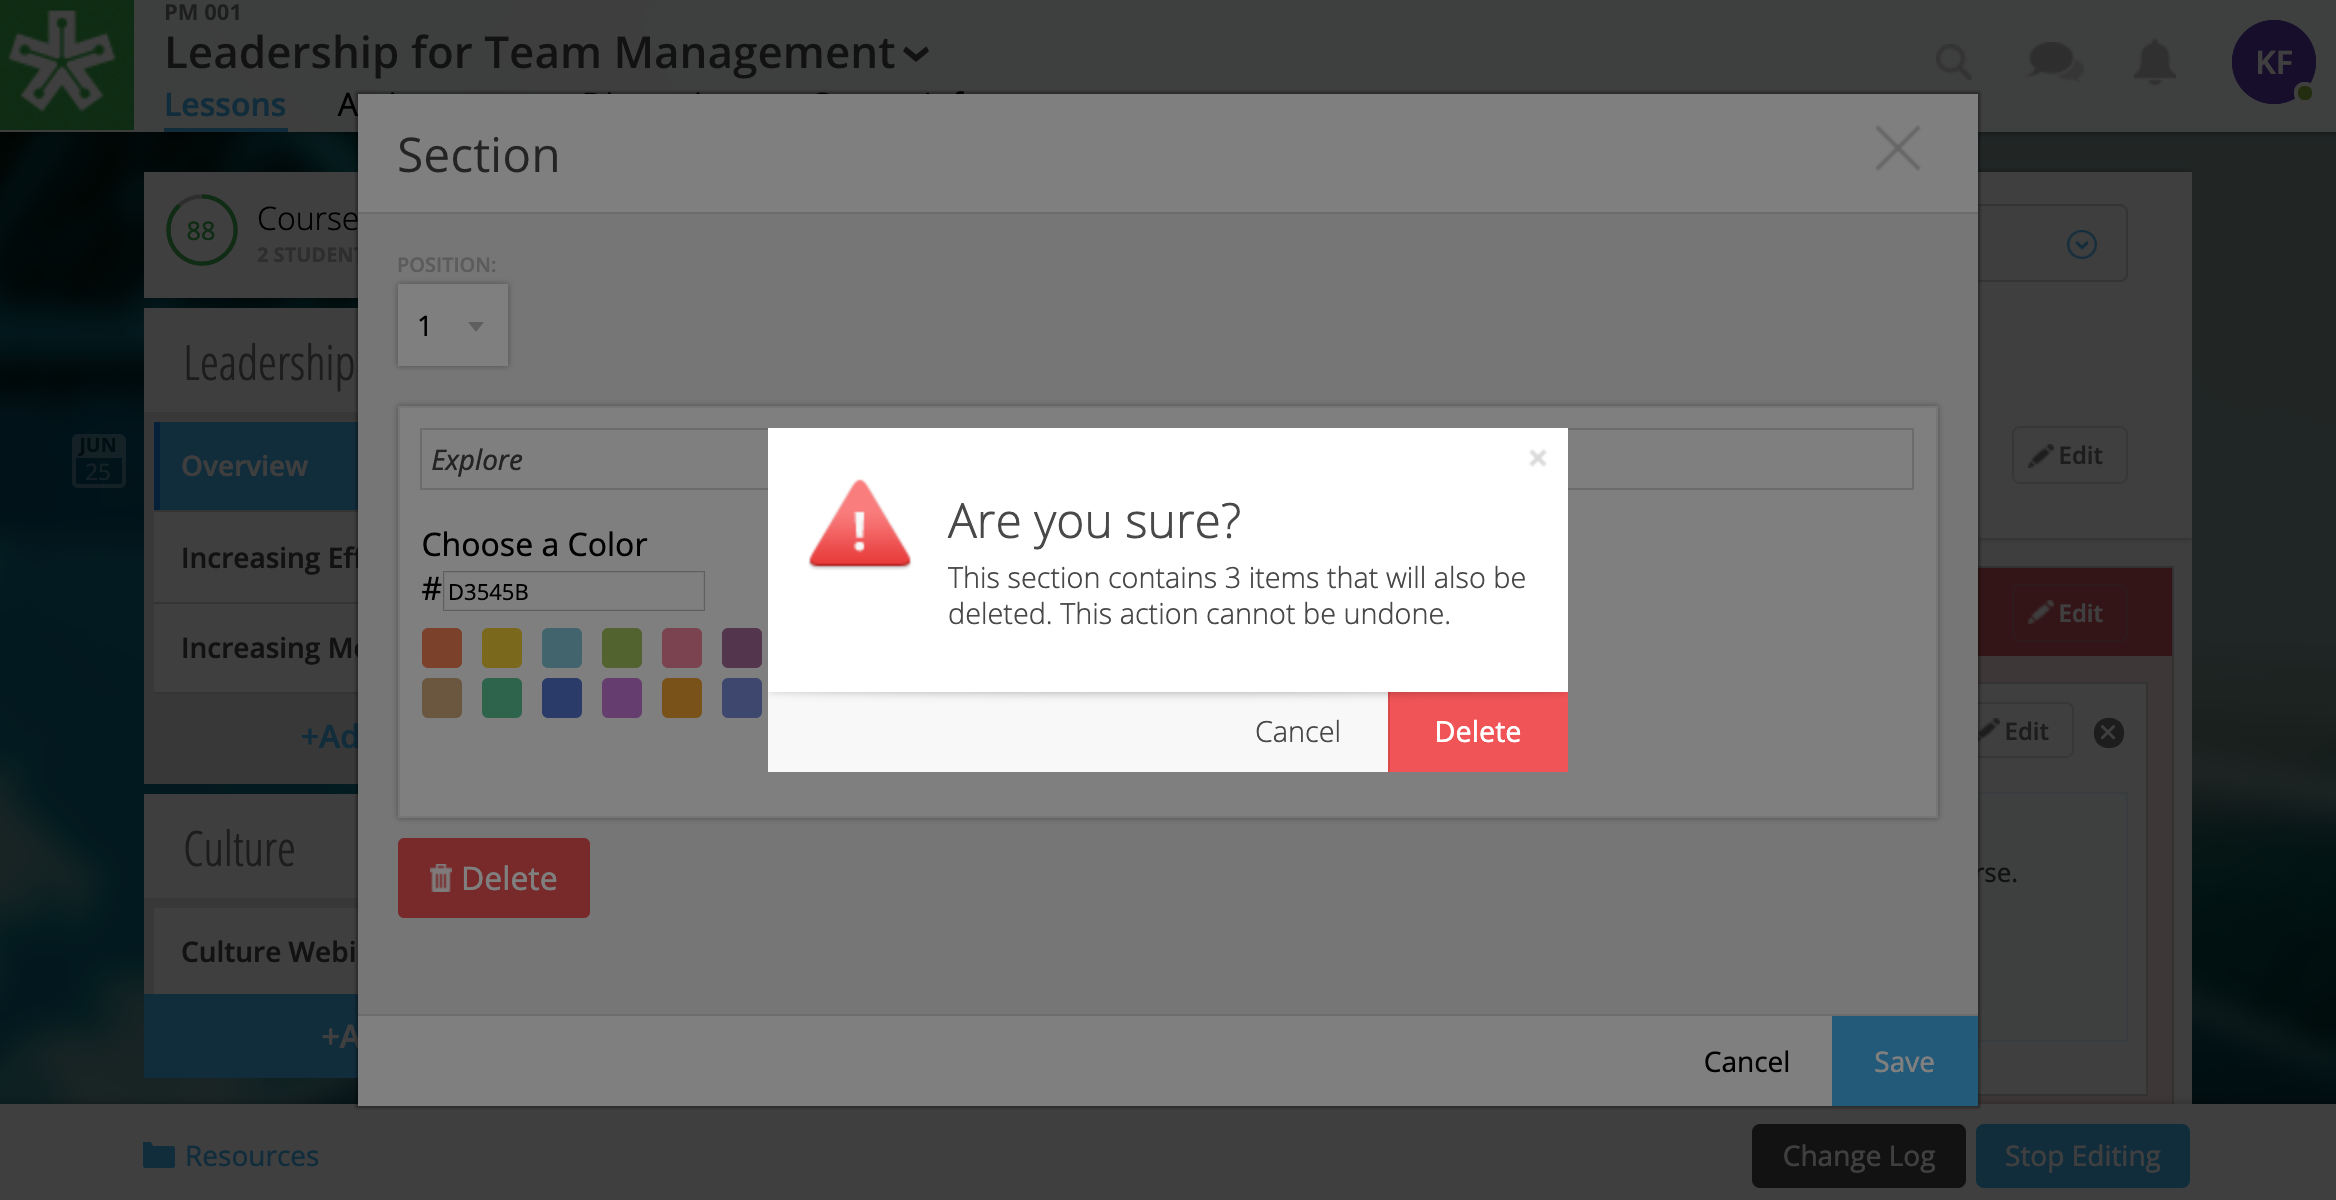 PM 001
Leadership for Team Management
Lessons
KF
Section
88
Course
2 STUDENT
POSITION:
1
Leadership
JUN
25
Overview
Explore
Edit
Are you sure?
This section contains 3 items that will also be
deleted. This action cannot be undone.
Choose a Color
# D3545B
Increasing Eff
Edit
Increasing Mo
+Ad
Cancel
Delete
Edit
Culture
Delete
rse.
Culture Webi
+A
Cancel
Save
Resources
Change Log
Stop Editing